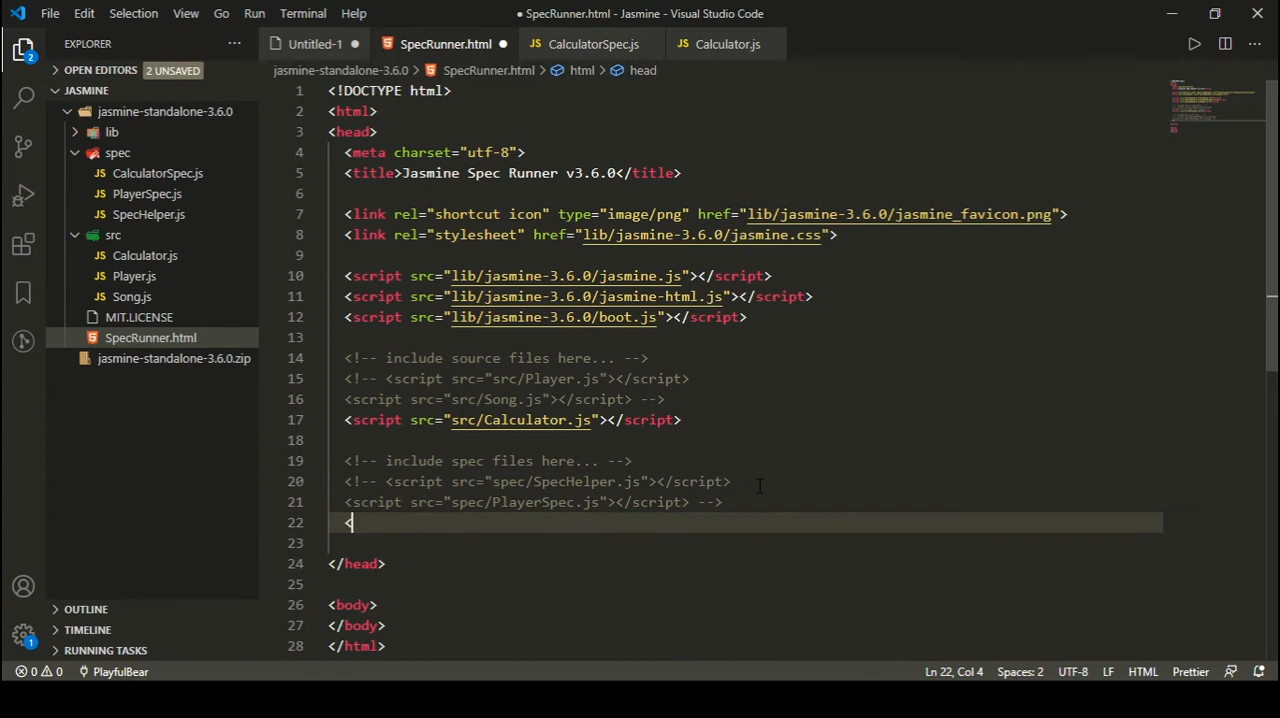 File Edit Selection View Go Run Terminal Help ● SpecRunner.html - Jasmine - Visual Studio Code
EXPLORER
Untitled-1 SpecRunner.html CalculatorSpec.js Calculator.js
OPEN EDITORS 2 UNSAVED
jasmine-standalone-3.6.0 > SpecRunner.html > html > head
JASMINE
jasmine-standalone-3.6.0
lib
spec
CalculatorSpec.js
PlayerSpec.js
SpecHelper.js
src
Calculator.js
Player.js
Song.js
MIT.LICENSE
SpecRunner.html
jasmine-standalone-3.6.0.zip
OUTLINE
TIMELINE
RUNNING TASKS
2
1
1 <!DOCTYPE html>
2 <html>
3 <head>
4 <meta charset="utf-8">
5 <title>Jasmine Spec Runner v3.6.0</title>
6
7 <link rel="shortcut icon" type="image/png" href="lib/jasmine-3.6.0/jasmine_favicon.png">
8 <link rel="stylesheet" href="lib/jasmine-3.6.0/jasmine.css">
9
10 <script src="lib/jasmine-3.6.0/jasmine.js"></script>
11 <script src="lib/jasmine-3.6.0/jasmine-html.js"></script>
12 <script src="lib/jasmine-3.6.0/boot.js"></script>
13
14 <!-- include source files here... -->
15 <!-- <script src="src/Player.js"></script>
16 <script src="src/Song.js"></script> -->
17 <script src="src/Calculator.js"></script>
18
19 <!-- include spec files here... -->
20 <!-- <script src="spec/SpecHelper.js"></script>
21 <script src="spec/PlayerSpec.js"></script> -->
22 <
23
24 </head>
25
26 <body>
27 </body>
28 </html>
0 0 PlayfulBear Ln 22, Col 4 Spaces: 2 UTF-8 LF HTML Prettier